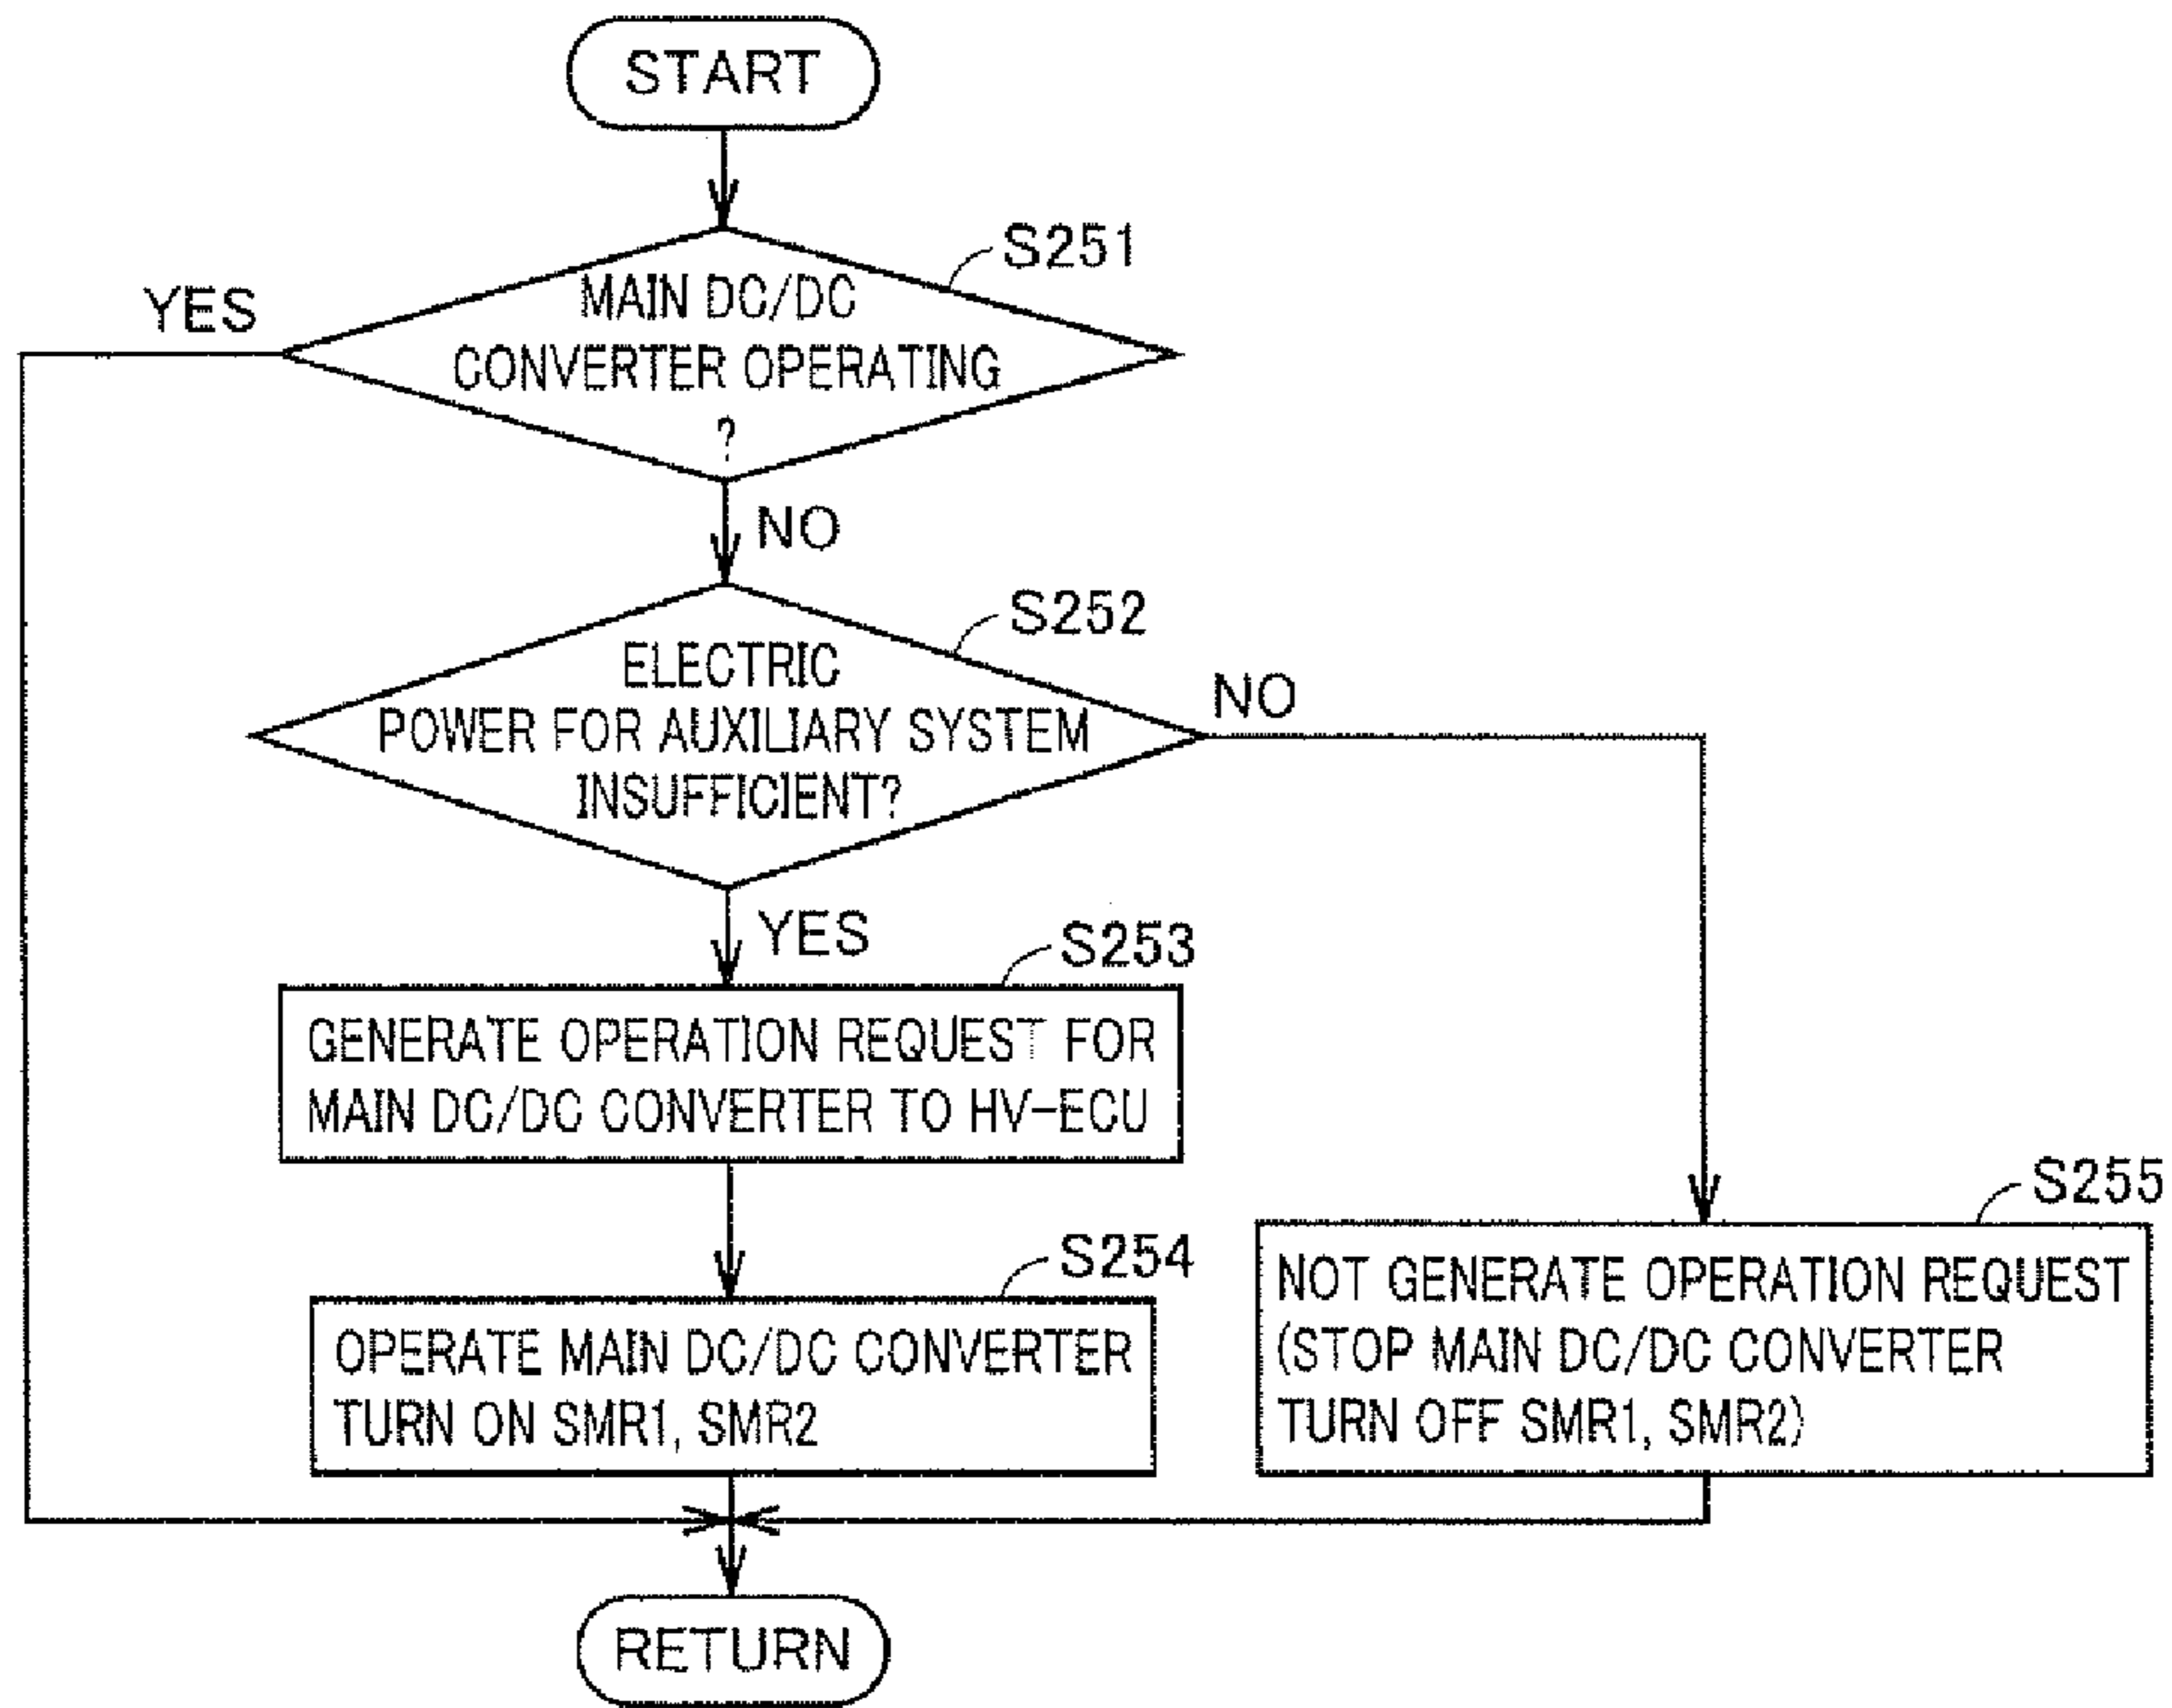 START
S251
MAIN DC/DC
CONVERTER OPERATING
?
YES
NO
S252
ELECTRIC
POWER FOR AUXILIARY SYSTEM
INSUFFICIENT?
NO
YES
S253
GENERATE OPERATION REQUEST FOR
MAIN DC/DC CONVERTER TO HV-ECU
S254
OPERATE MAIN DC/DC CONVERTER
TURN ON SMR1, SMR2
S255
NOT GENERATE OPERATION REQUEST
(STOP MAIN DC/DC CONVERTER
TURN OFF SMR1, SMR2)
RETURN